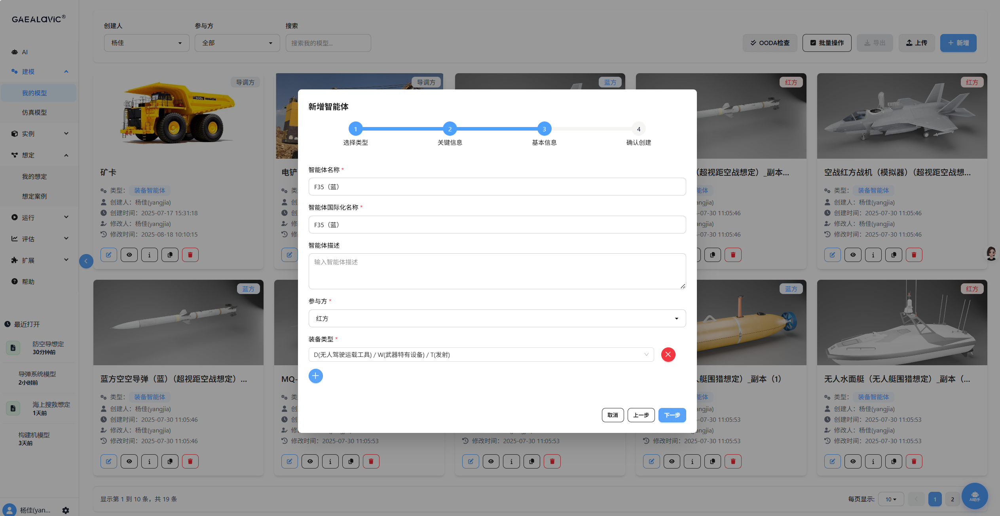 GAEALaViC®
AI
建模
我的模型
仿真模型
实例
想定
我的想定
想定案例
运行
评估
扩展
帮助
最近打开
防空导想定
30分钟前
导弹系统模型
2小时前
海上搜救想定
1天前
构建机模型
3天前
杨佳(yan...
创建人
参与方
搜索
杨佳
全部
搜索我的模型...
OODA检查
批量操作
导出
上传
新增
导调方
导调方
蓝方
红方
红方
930E KOMATSU
矿卡
类型：
装备智能体
创建人：杨佳(yangjia)
创建时间：2025-07-17 15:31:18
修改人：杨佳(yangjia)
修改时间：2025-08-18 10:10:15
电铲
类
创
创
修
修
（超视距空战想定）_副本...
能体
angjia)
-07-30 11:05:46
angjia)
-07-30 11:05:46
空战红方战机（模拟器）（超视距空战想...
类型：
装备智能体
创建人：杨佳(yangjia)
创建时间：2025-07-30 11:05:46
修改人：杨佳(yangjia)
修改时间：2025-07-30 11:05:46
新增智能体
1
2
3
4
选择类型
关键信息
基本信息
确认创建
智能体名称 *
F35（蓝）
智能体国际化名称 *
F35（蓝）
智能体描述
输入智能体描述
参与方 *
红方
装备类型 *
D(无人驾驶运载工具) / W(武器特有设备) / T(发射)
取消
上一步
下一步
蓝方
蓝方
红方
蓝方空空导弹（蓝）（超视距空战想定）...
类型：
装备智能体
创建人：杨佳(yangjia)
创建时间：2025-07-30 11:05:46
修改人：杨佳(yangjia)
修改时间：2025-07-30 11:05:46
MQ-
类
创
创
修
修改时间：2025-07-30 11:05:53
修改时间：2025-07-30 11:05:53
人艇围猎想定）_副本（1）
能体
angjia)
-07-30 11:05:53
angjia)
修改时间：2025-07-30 11:05:53
无人水面艇（无人艇围猎想定）_副本（...
类型：
装备智能体
创建人：杨佳(yangjia)
创建时间：2025-07-30 11:05:53
修改人：杨佳(yangjia)
修改时间：2025-07-30 11:05:53
显示第 1 到 10 条，共 19 条
每页显示:
10
1
2
AI助手